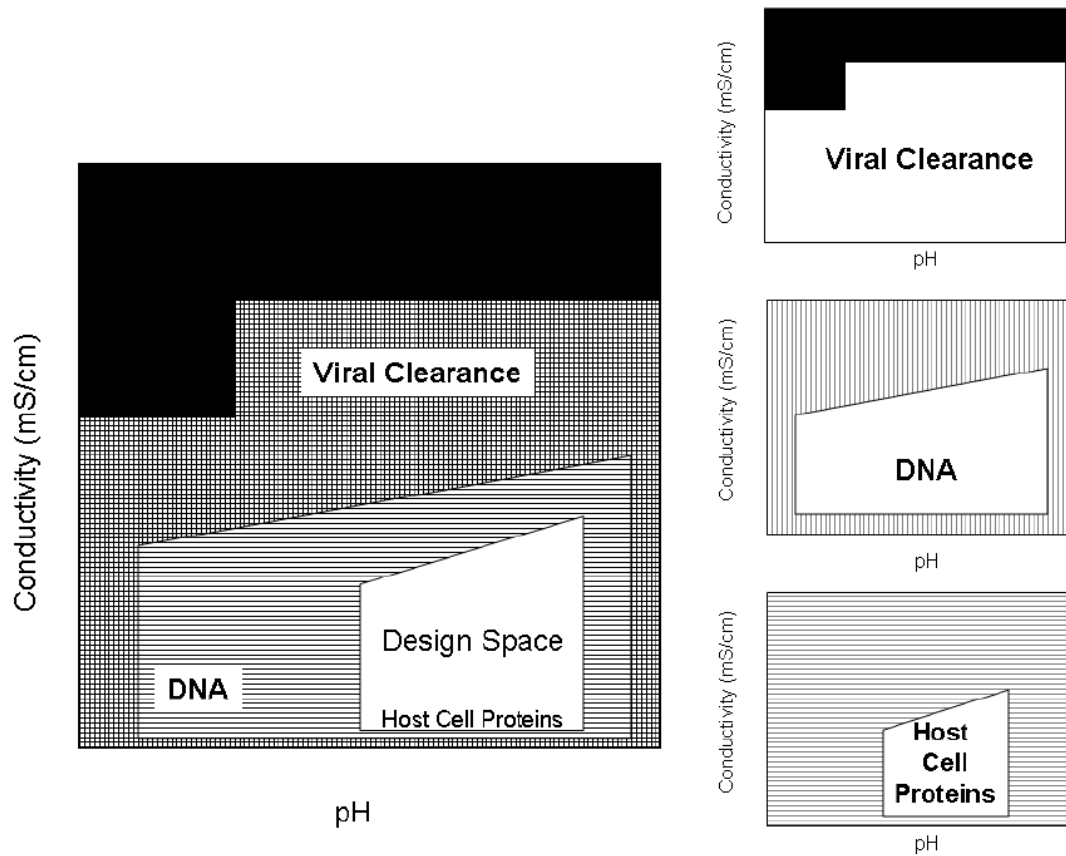 Conductivity (mS/cm)
Viral Clearance
Design Space
DNA
Host Cell Proteins
pH
Conductivity (mS/cm)
Viral Clearance
pH
Conductivity (mS/cm)
DNA
pH
Conductivity (mS/cm)
Host
Cell
Proteins
pH